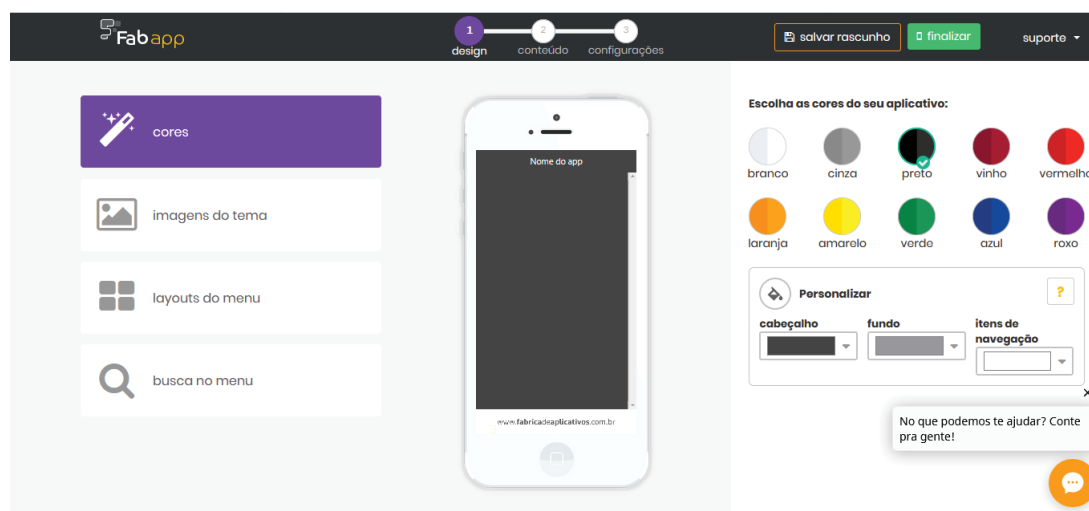 Fabapp
1 2 3
design conteúdo configurações
salvar rascunho
finalizar
suporte
cores
imagens do tema
layouts do menu
busca no menu
Nome do app
www.fabricadeaplicativos.com.br
Escolha as cores do seu aplicativo:
branco cinza preto vinho vermelho
laranja amarelo verde azul roxo
Personalizar
?
cabeçalho fundo itens de
navegação
No que podemos te ajudar? Conte
pra gente!